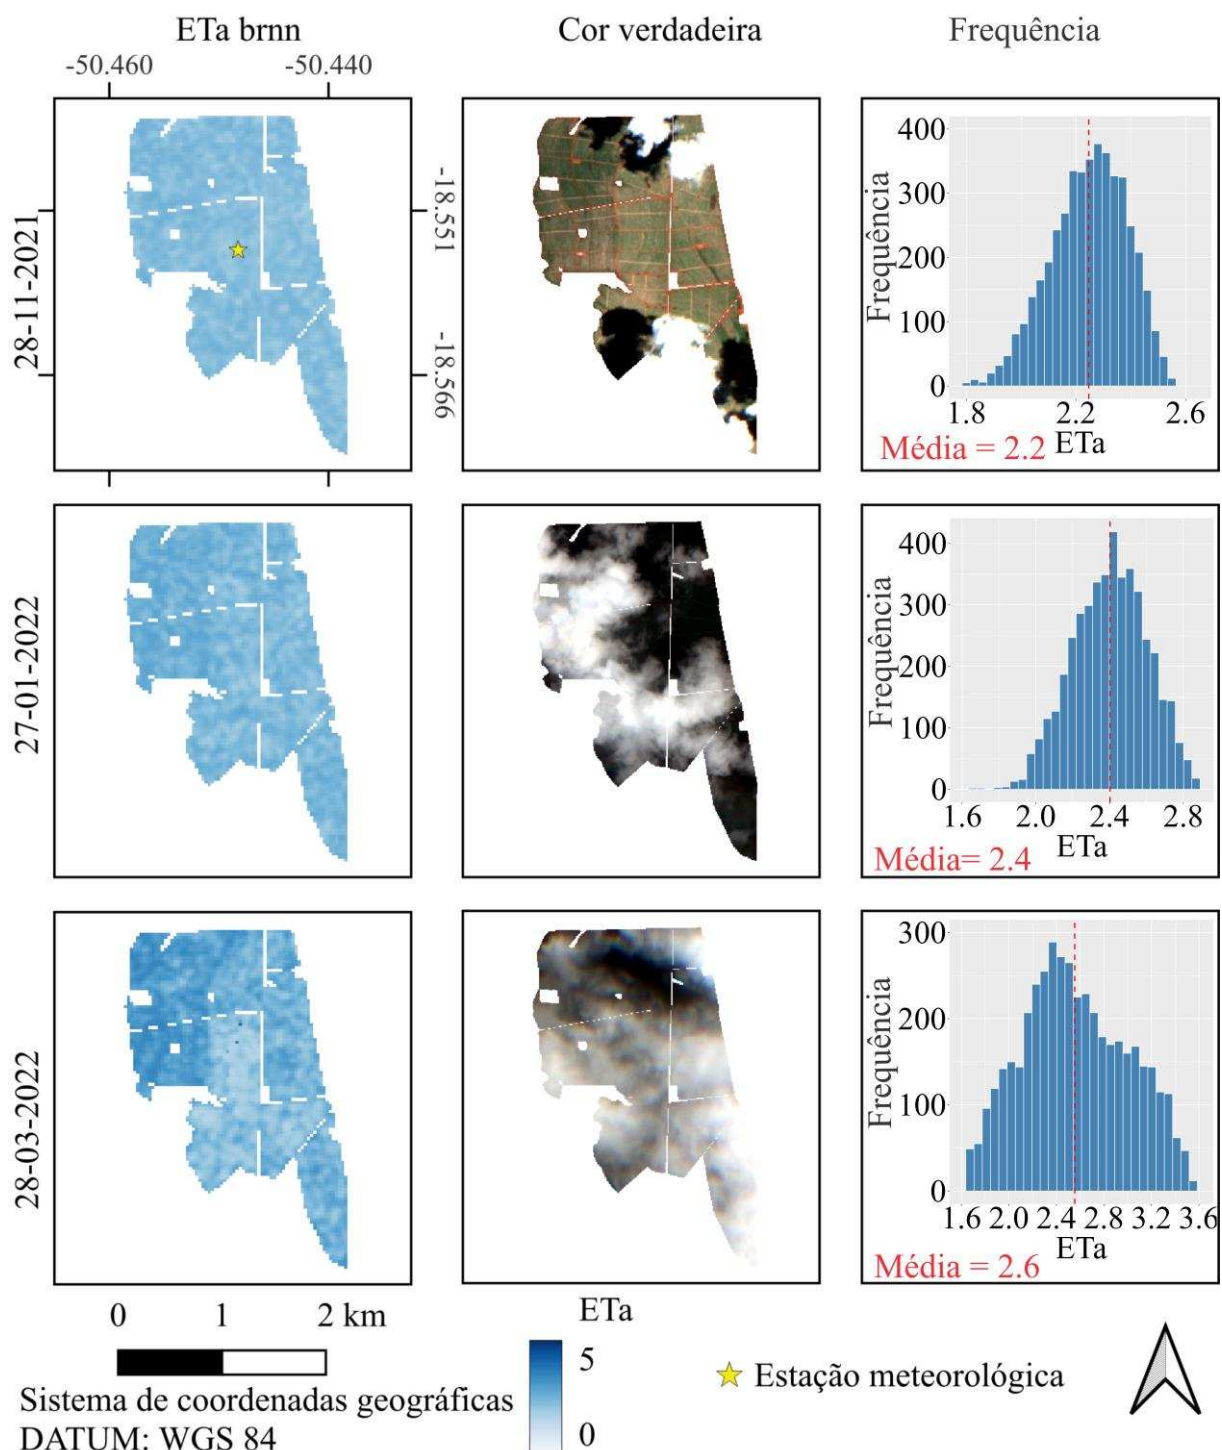 ETa brnn
Cor verdadeira
Frequência
-50.460
-50.440
28-11-2021
-18.551
-18.566
Frequência
400
300
200
100
0
1.8
2.2
2.6
ETa
Média = 2.2
27-01-2022
Frequência
400
300
200
100
0
1.6
2.0
2.4
2.8
ETa
Média= 2.4
28-03-2022
Frequência
300
200
100
0
1.6
2.0
2.4
2.8
3.2
3.6
ETa
Média = 2.6
0 1 2 km
ETa
5
0
Estação meteorológica
Sistema de coordenadas geográficas
DATUM: WGS 84